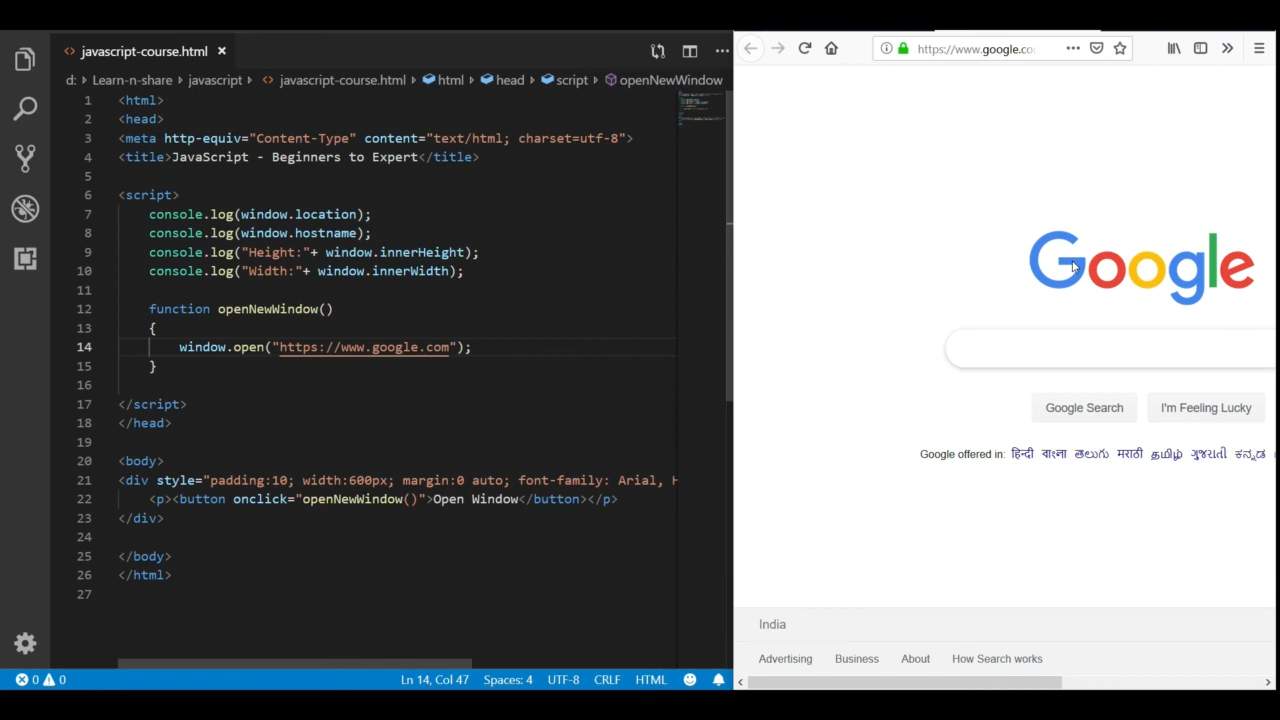 javascript-course.html
d: Learn-n-share javascript javascript-course.html html head script openNewWindow
1 <html>
2 <head>
3 <meta http-equiv="Content-Type" content="text/html; charset=utf-8">
4 <title>JavaScript - Beginners to Expert</title>
5
6 <script>
7 console.log(window.location);
8 console.log(window.hostname);
9 console.log("Height:"+ window.innerHeight);
10 console.log("Width:"+ window.innerWidth);
11
12 function openNewWindow()
13 {
14 window.open("https://www.google.com");
15 }
16
17 </script>
18 </head>
19
20 <body>
21 <div style="padding:10; width:600px; margin:0 auto; font-family: Arial, H
22 <p><button onclick="openNewWindow()">Open Window</button></p>
23 </div>
24
25 </body>
26 </html>
27
0 0 Ln 14, Col 47 Spaces: 4 UTF-8 CRLF HTML
https://www.google.co
Google
Google Search I'm Feeling Lucky
Google offered in: हिन्दी বাংলা తెలుగు मराठी தமிழ் ગુજરાતી ಕನ್ನಡ
India
Advertising Business About How Search works